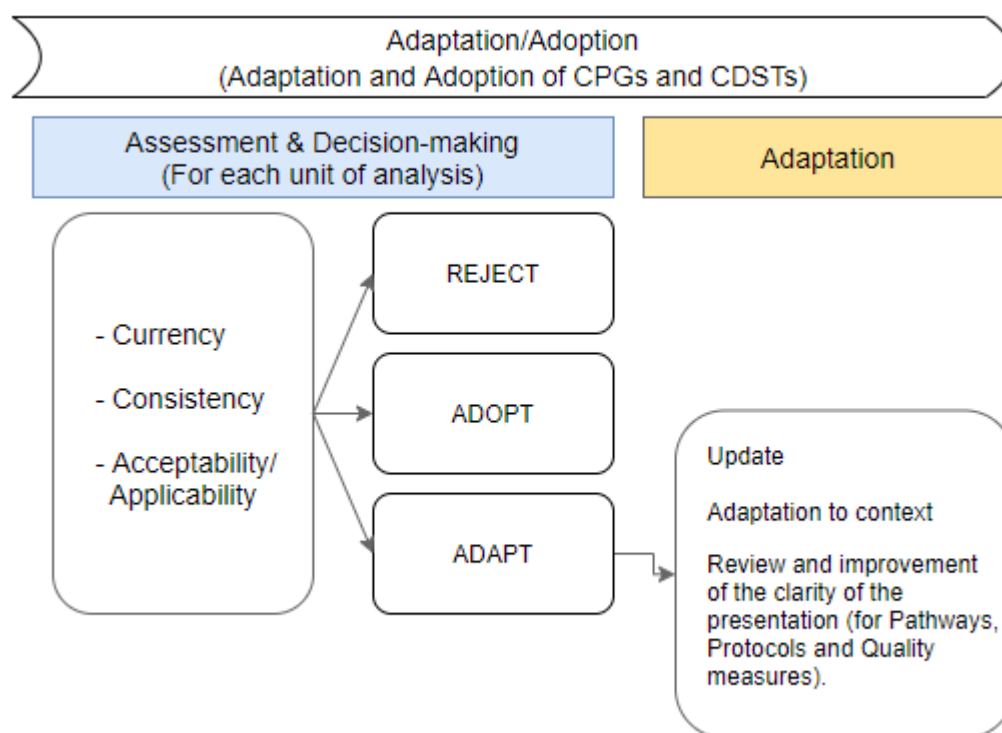 Adaptation/Adoption
(Adaptation and Adoption of CPGs and CDSTs)
Assessment & Decision-making
(For each unit of analysis)
Adaptation
- Currency
- Consistency
- Acceptability/
Applicability
REJECT
ADOPT
ADAPT
Update
Adaptation to context
Review and improvement
of the clarity of the
presentation (for Pathways,
Protocols and Quality
measures).